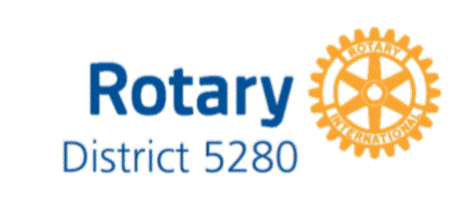 Rotary
District 5280
ROTARY
INTERNATIONAL